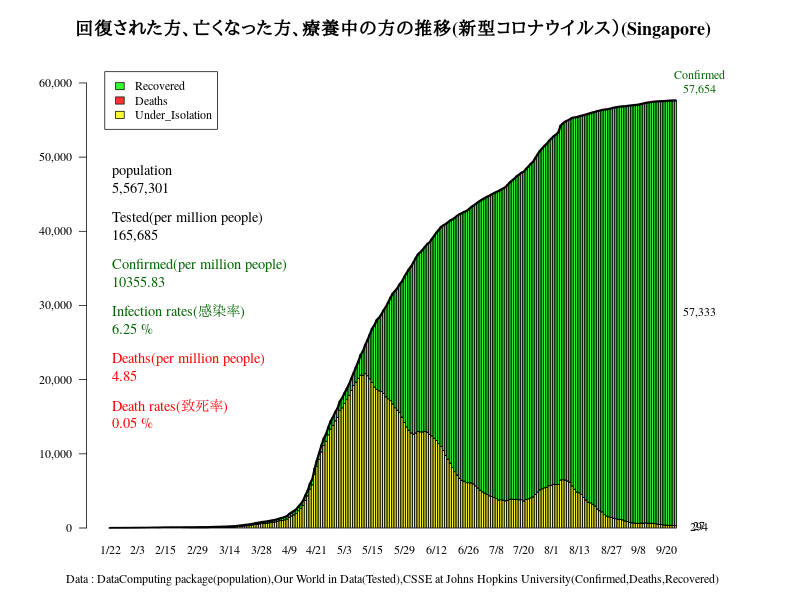 回復された方、亡くなった方、療養中の方の推移(新型コロナウイルス）(Singapore)
Confirmed
57,654
Recovered
Deaths
Under_Isolation
60,000
50,000
40,000
30,000
20,000
10,000
0
population
5,567,301
Tested(per million people)
165,685
Confirmed(per million people)
10355.83
Infection rates(感染率)
6.25 %
Deaths(per million people)
4.85
Death rates(致死率)
0.05 %
57,333
27
294
1/22 2/3 2/15 2/29 3/14 3/28 4/9 4/21 5/3 5/15 5/29 6/12 6/26 7/8 7/20 8/1 8/13 8/27 9/8 9/20
Data : DataComputing package(population),Our World in Data(Tested),CSSE at Johns Hopkins University(Confirmed,Deaths,Recovered)